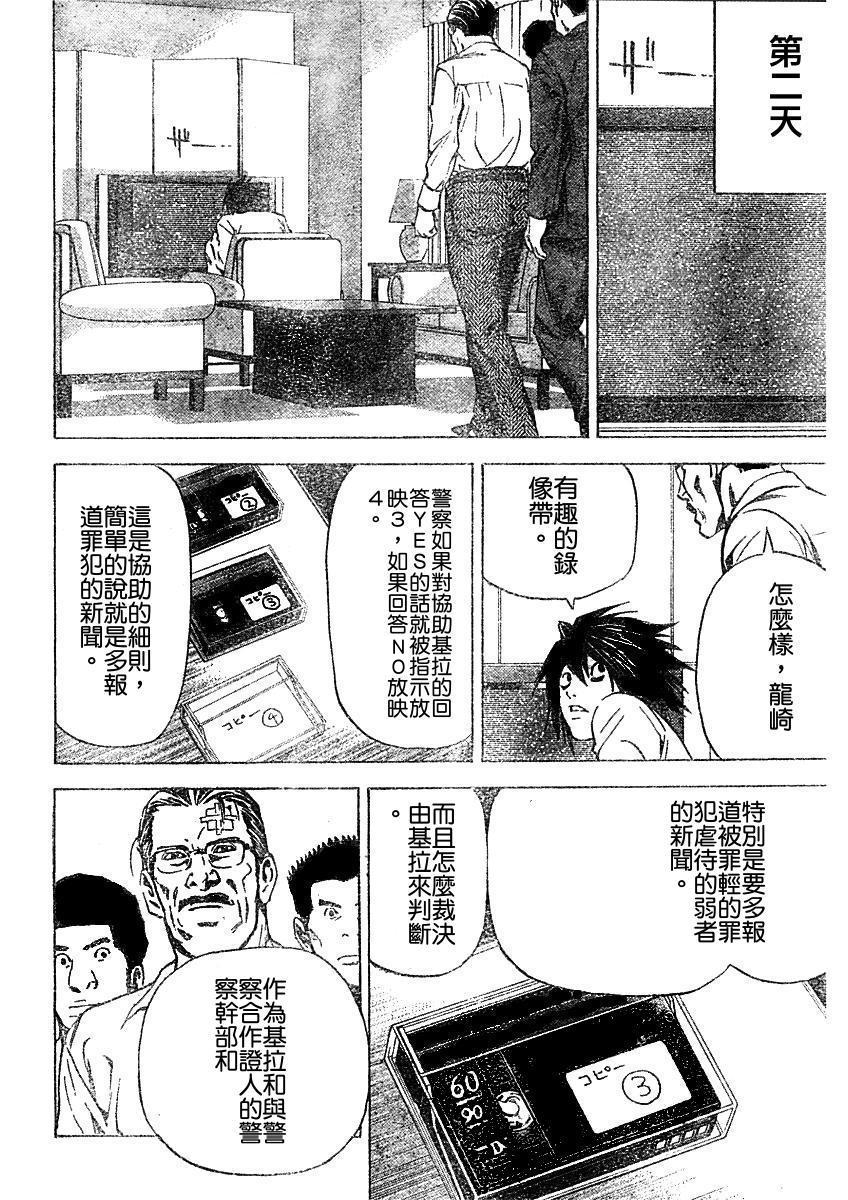 第二天
ザー
ザー
怎麼樣，龍崎
有趣的錄
像帶。
警察如果對協助基拉的回
答YES的話就被指示放
映3，如果回答NO放映
4。
這是協助的細則，
簡單的說就是多報
道罪犯的新聞。
コピー②
コピー③
コピー④
特別是要多報
道被罪輕的罪
犯虐待的弱者
的新聞。
而且怎麼裁決
由基拉來判斷
。
コピー
③
60
90
作為基拉和與警
察合作證人的警
察幹部和